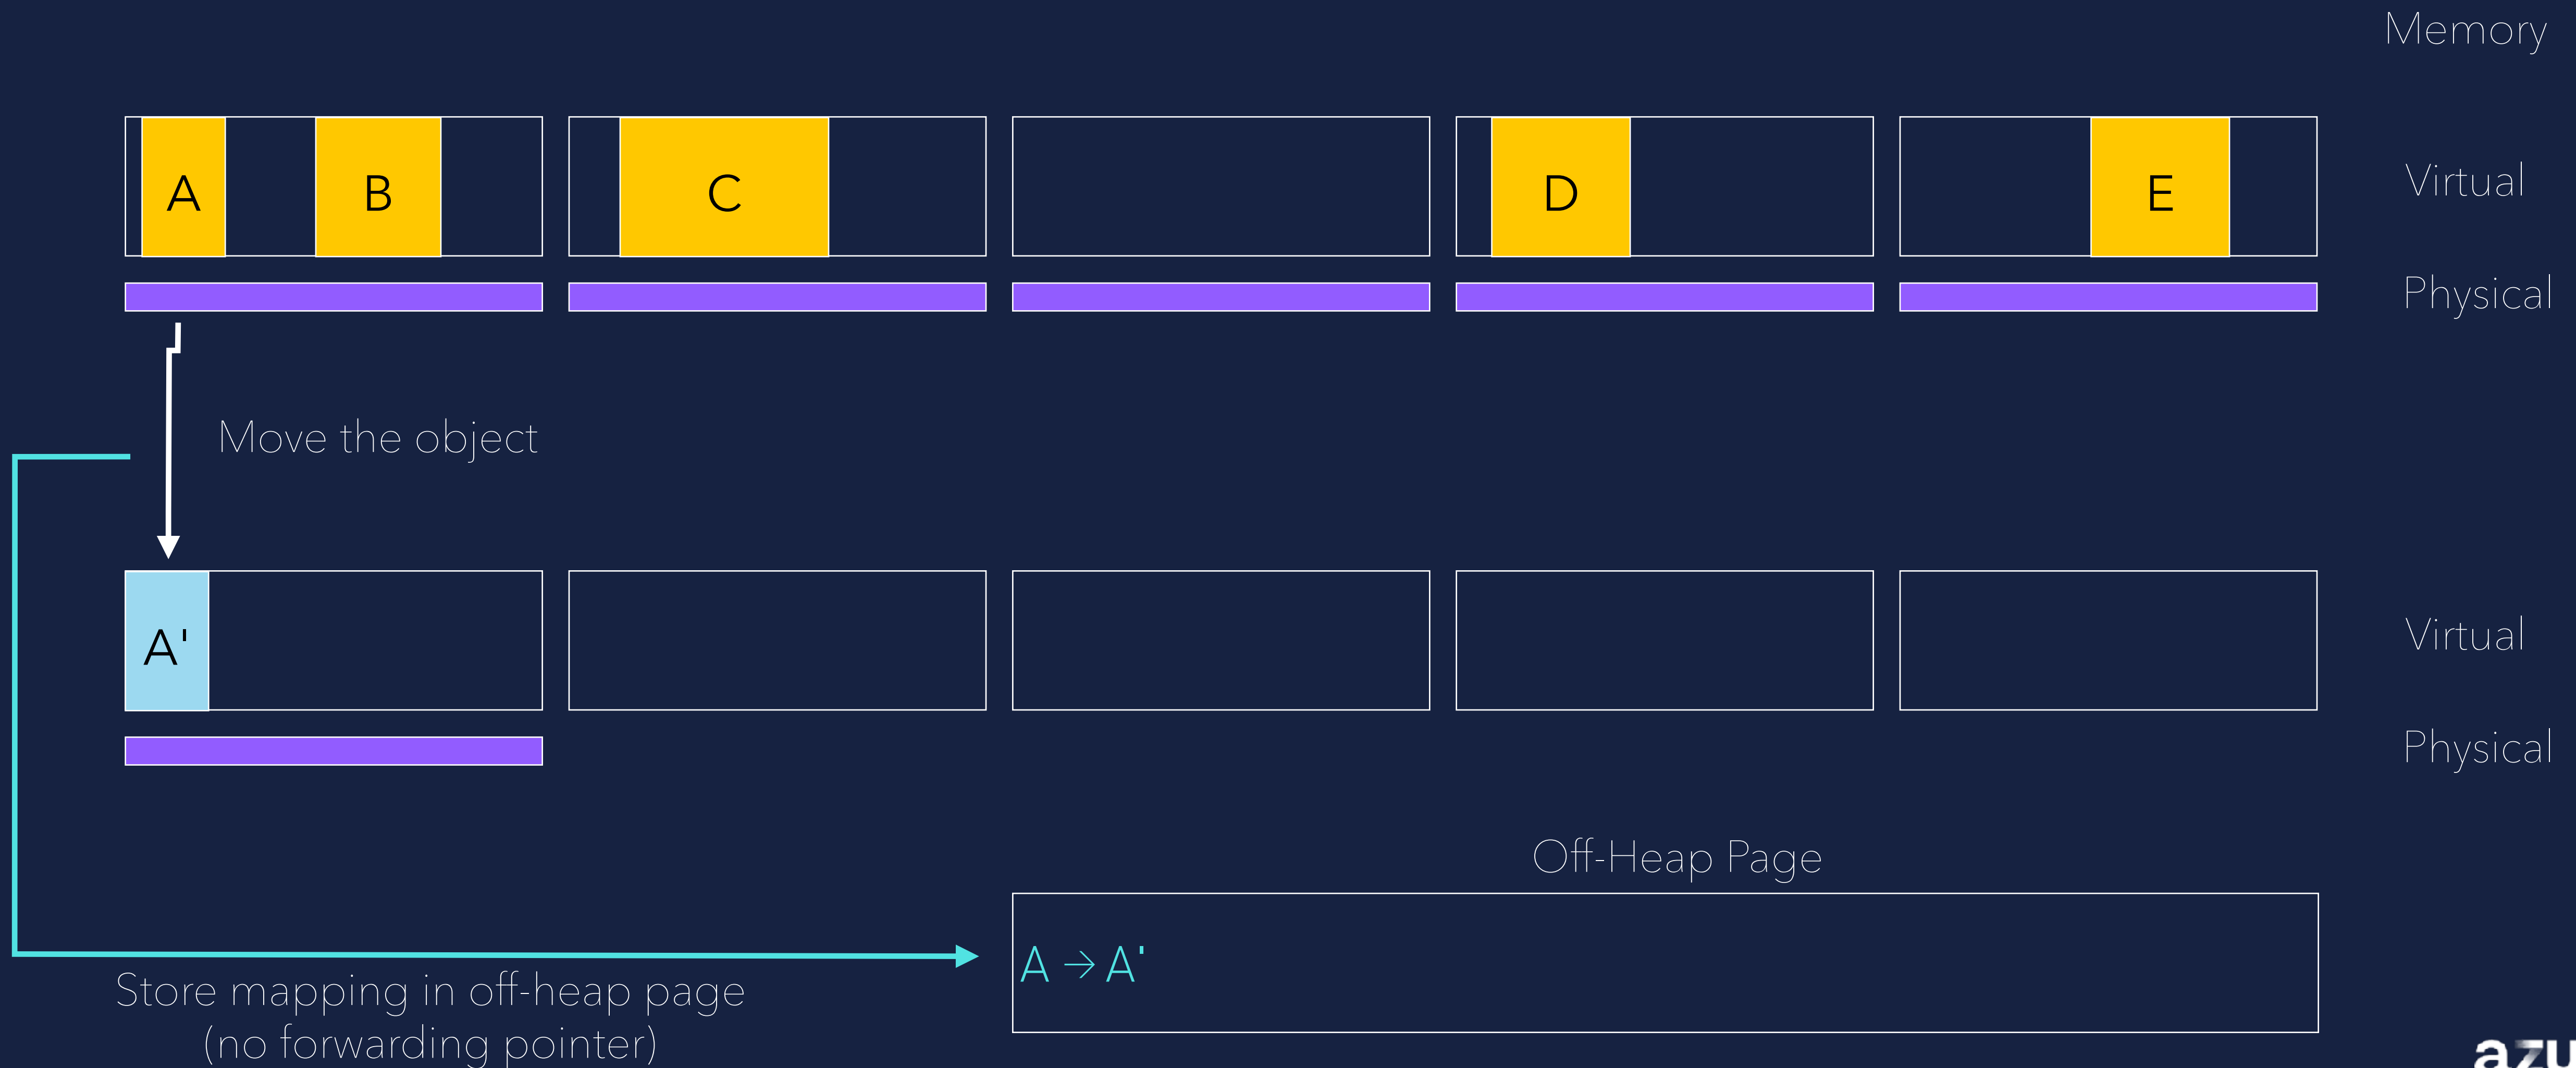 Memory
A
B
C
D
E
Virtual
Physical
Move the object
A'
Virtual
Physical
Off-Heap Page
A → A'
Store mapping in off-heap page
(no forwarding pointer)
azu